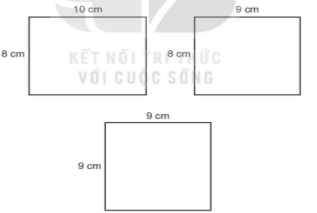 10 cm
9 cm
8 cm
8 cm
KẾT NỐI TRI THỨC
VỚI CUỘC SỐNG
9 cm
9 cm